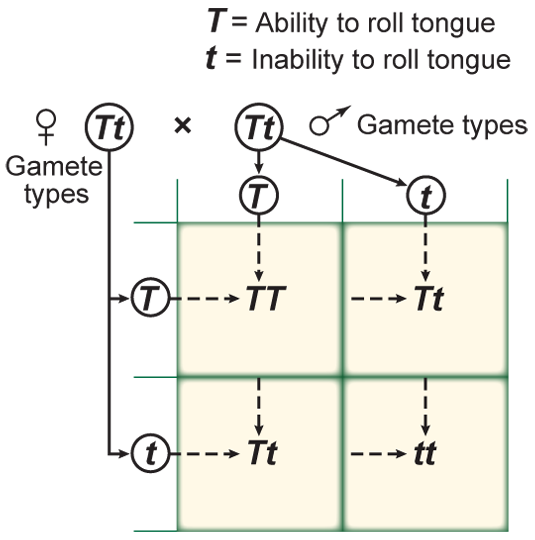 T = Ability to roll tongue
t = Inability to roll tongue
♀ Tt × Tt ♂ Gamete types
Gamete
types
T t
T TT Tt
t Tt tt